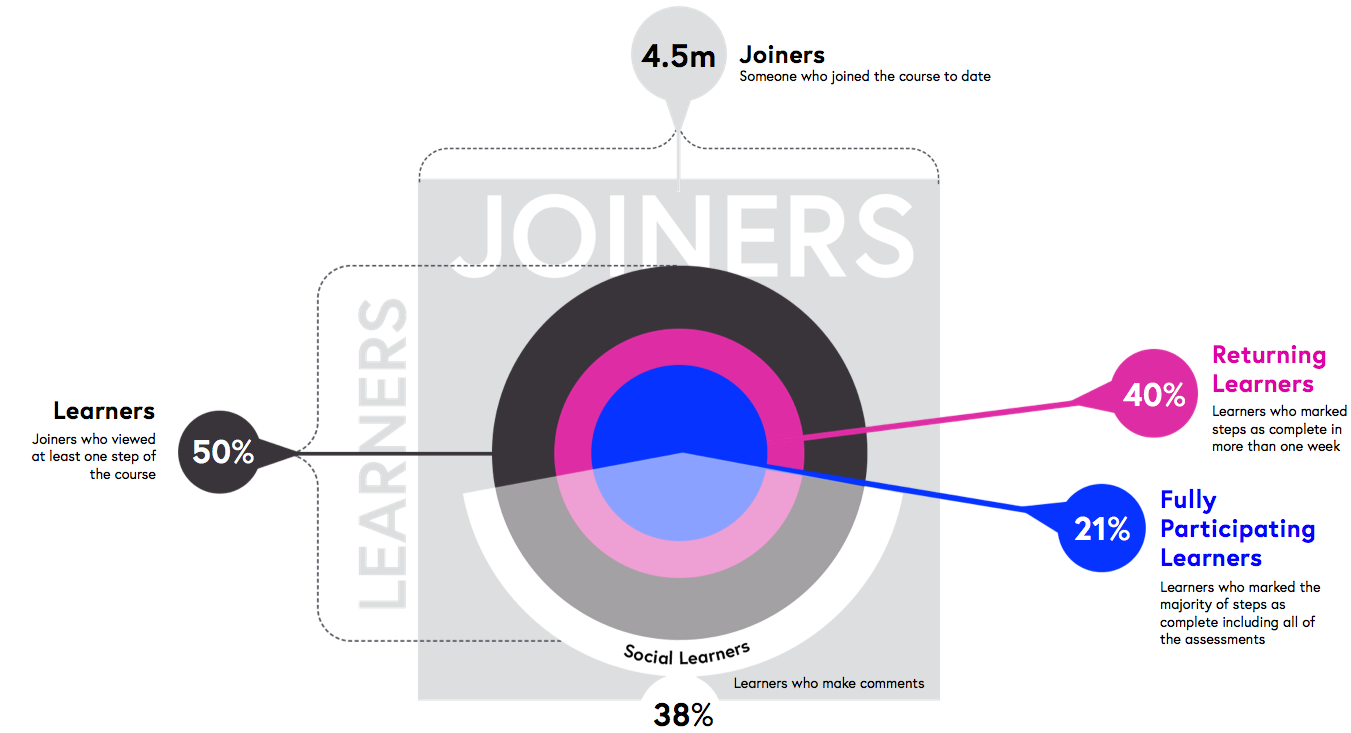 4.5m
Joiners
Someone who joined the course to date
JOINERS
LEARNERS
Learners
Joiners who viewed
at least one step of
the course
50%
40%
Returning
Learners
Learners who marked
steps as complete in
more than one week
21%
Fully
Participating
Learners
Learners who marked the
majority of steps as
complete including all of
the assessments
Social Learners
Learners who make comments
38%